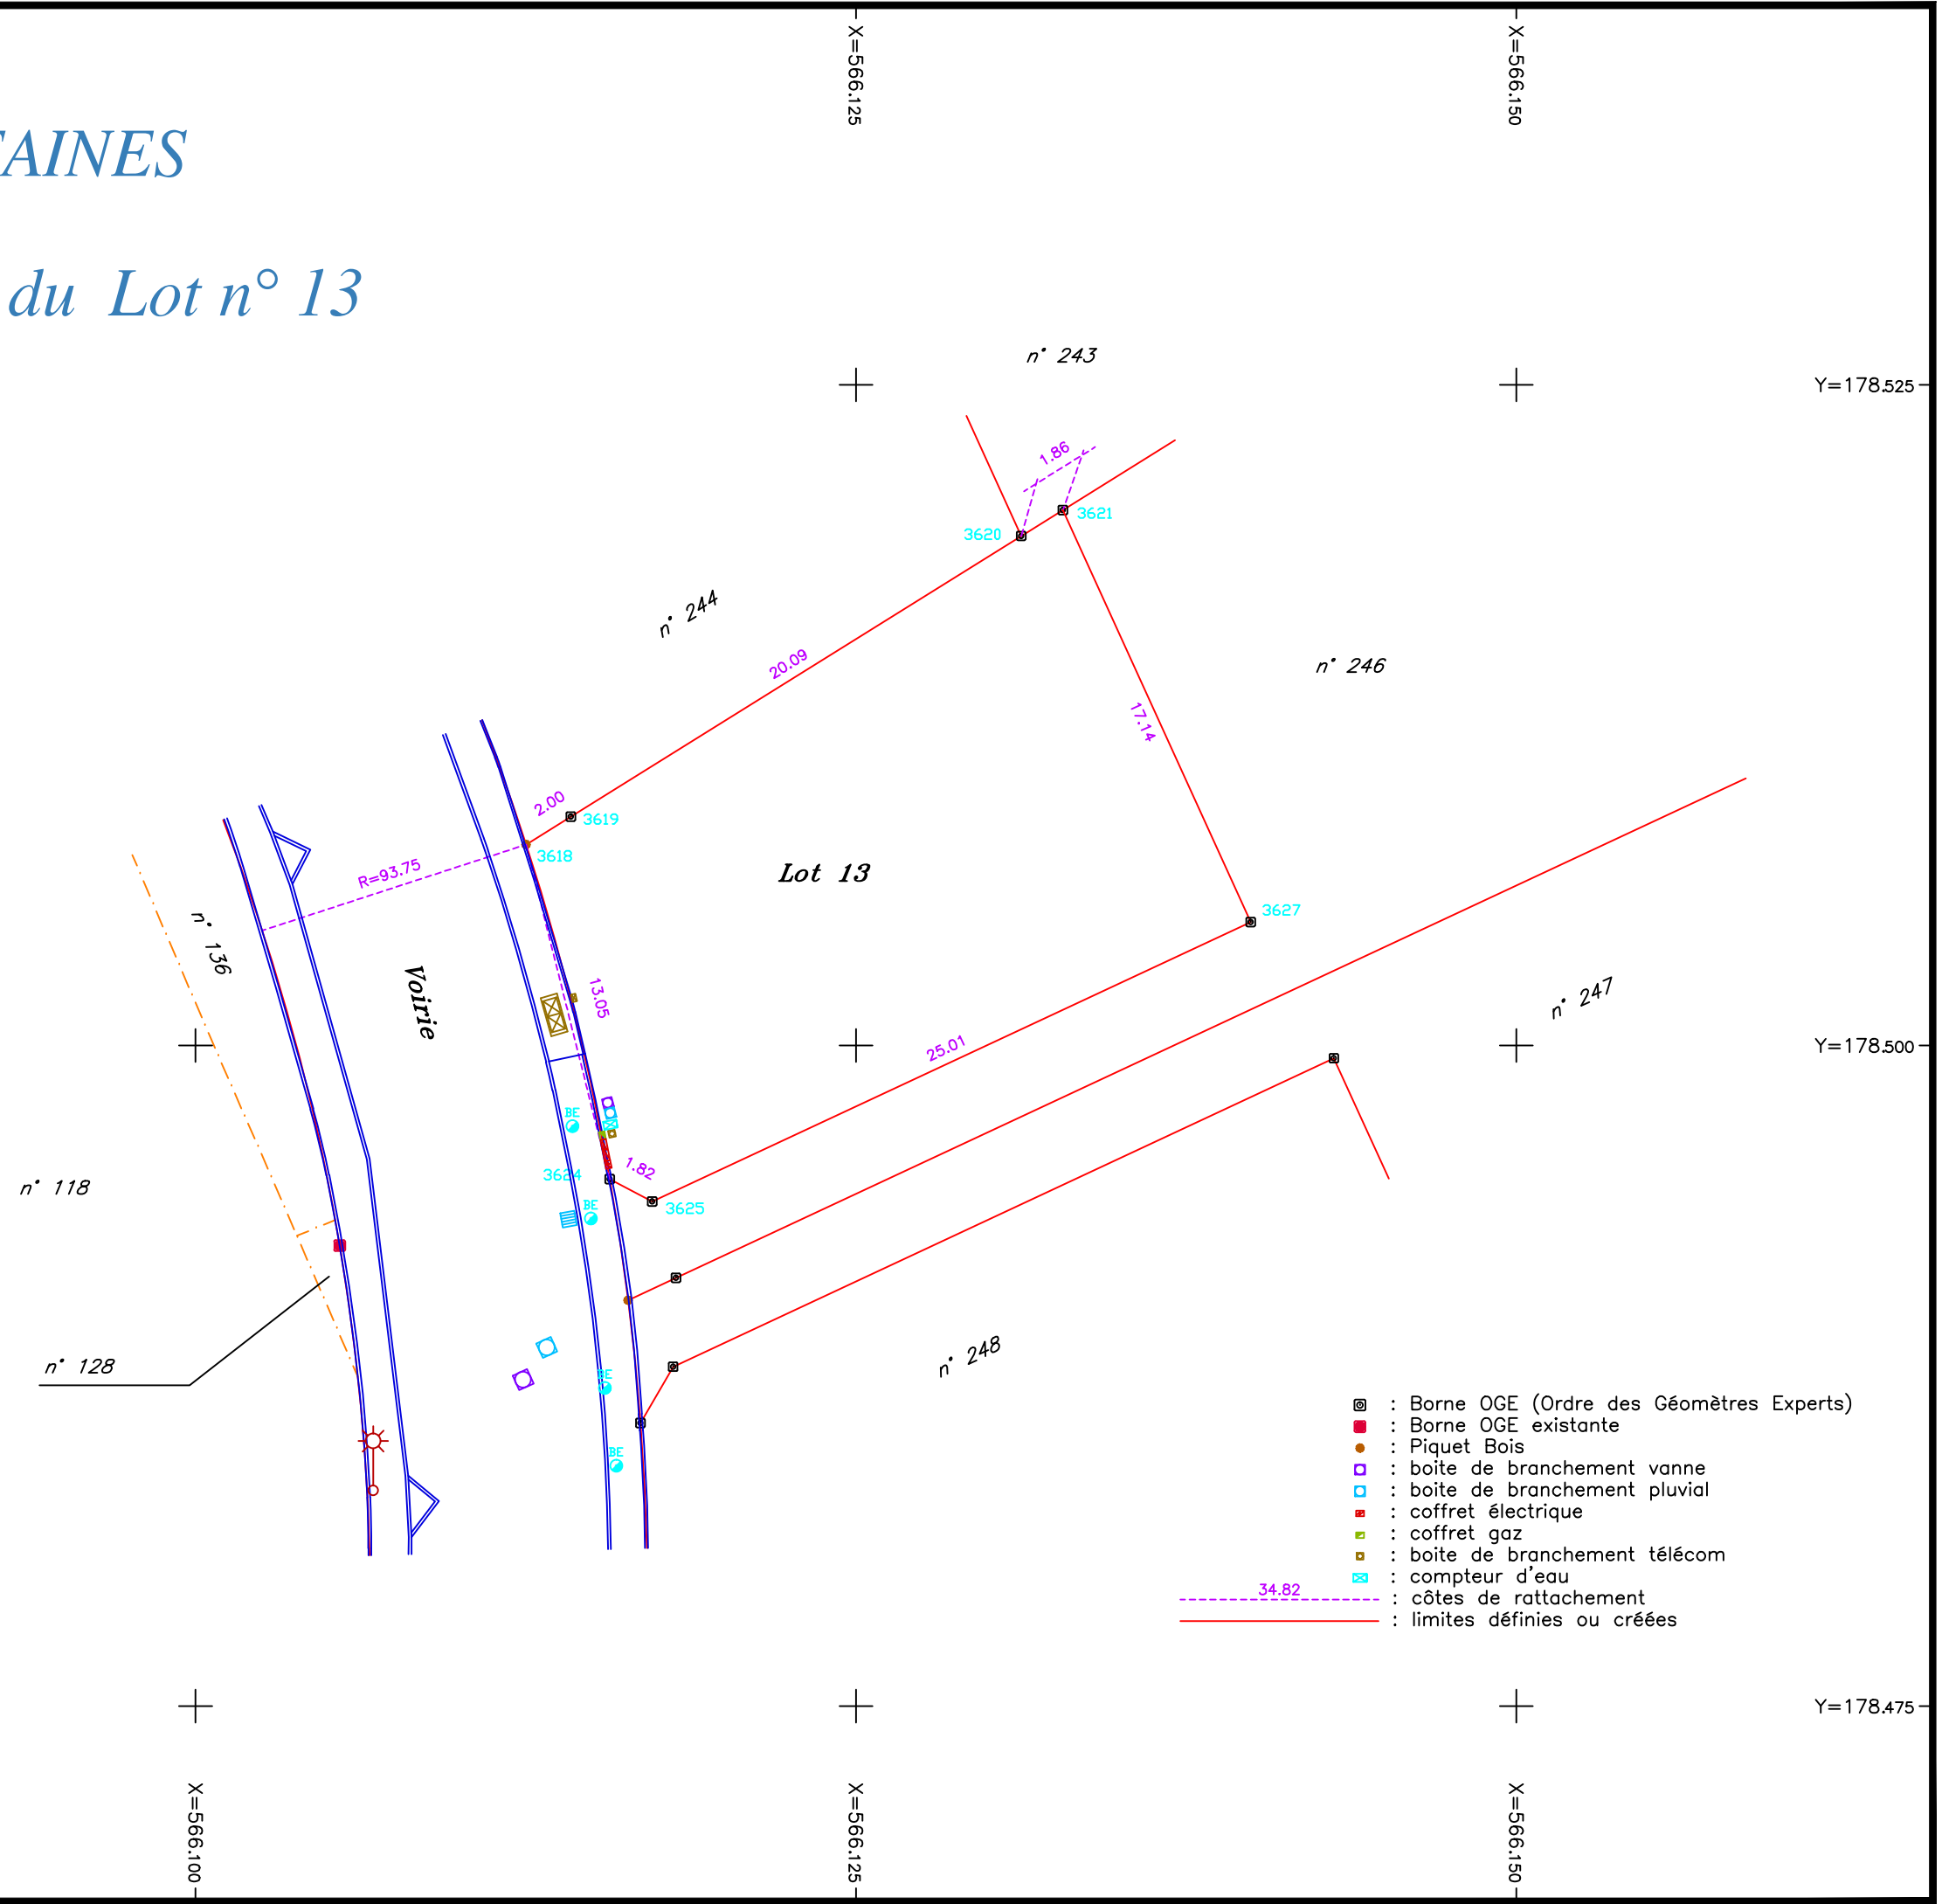 X=566.125
X=566.150
TAINES
du Lot n° 13
n° 243
Y=178.525
1.86
3621
3620
n° 244
20.09
n° 246
17.14
2.00
3619
3618
R=93.75
Lot 13
3627
n° 136
Voirie
13.05
n° 247
25.01
Y=178.500
BE
3624
1.82
n° 118
BE
3625
n° 128
n° 248
BE
BE
: Borne OGE (Ordre des Géomètres Experts)
: Borne OGE existante
: Piquet Bois
: boite de branchement vanne
: boite de branchement pluvial
: coffret électrique
: coffret gaz
: boite de branchement télécom
: compteur d'eau
34.82 : côtes de rattachement
: limites définies ou créées
Y=178.475
X=566.100
X=566.125
X=566.150